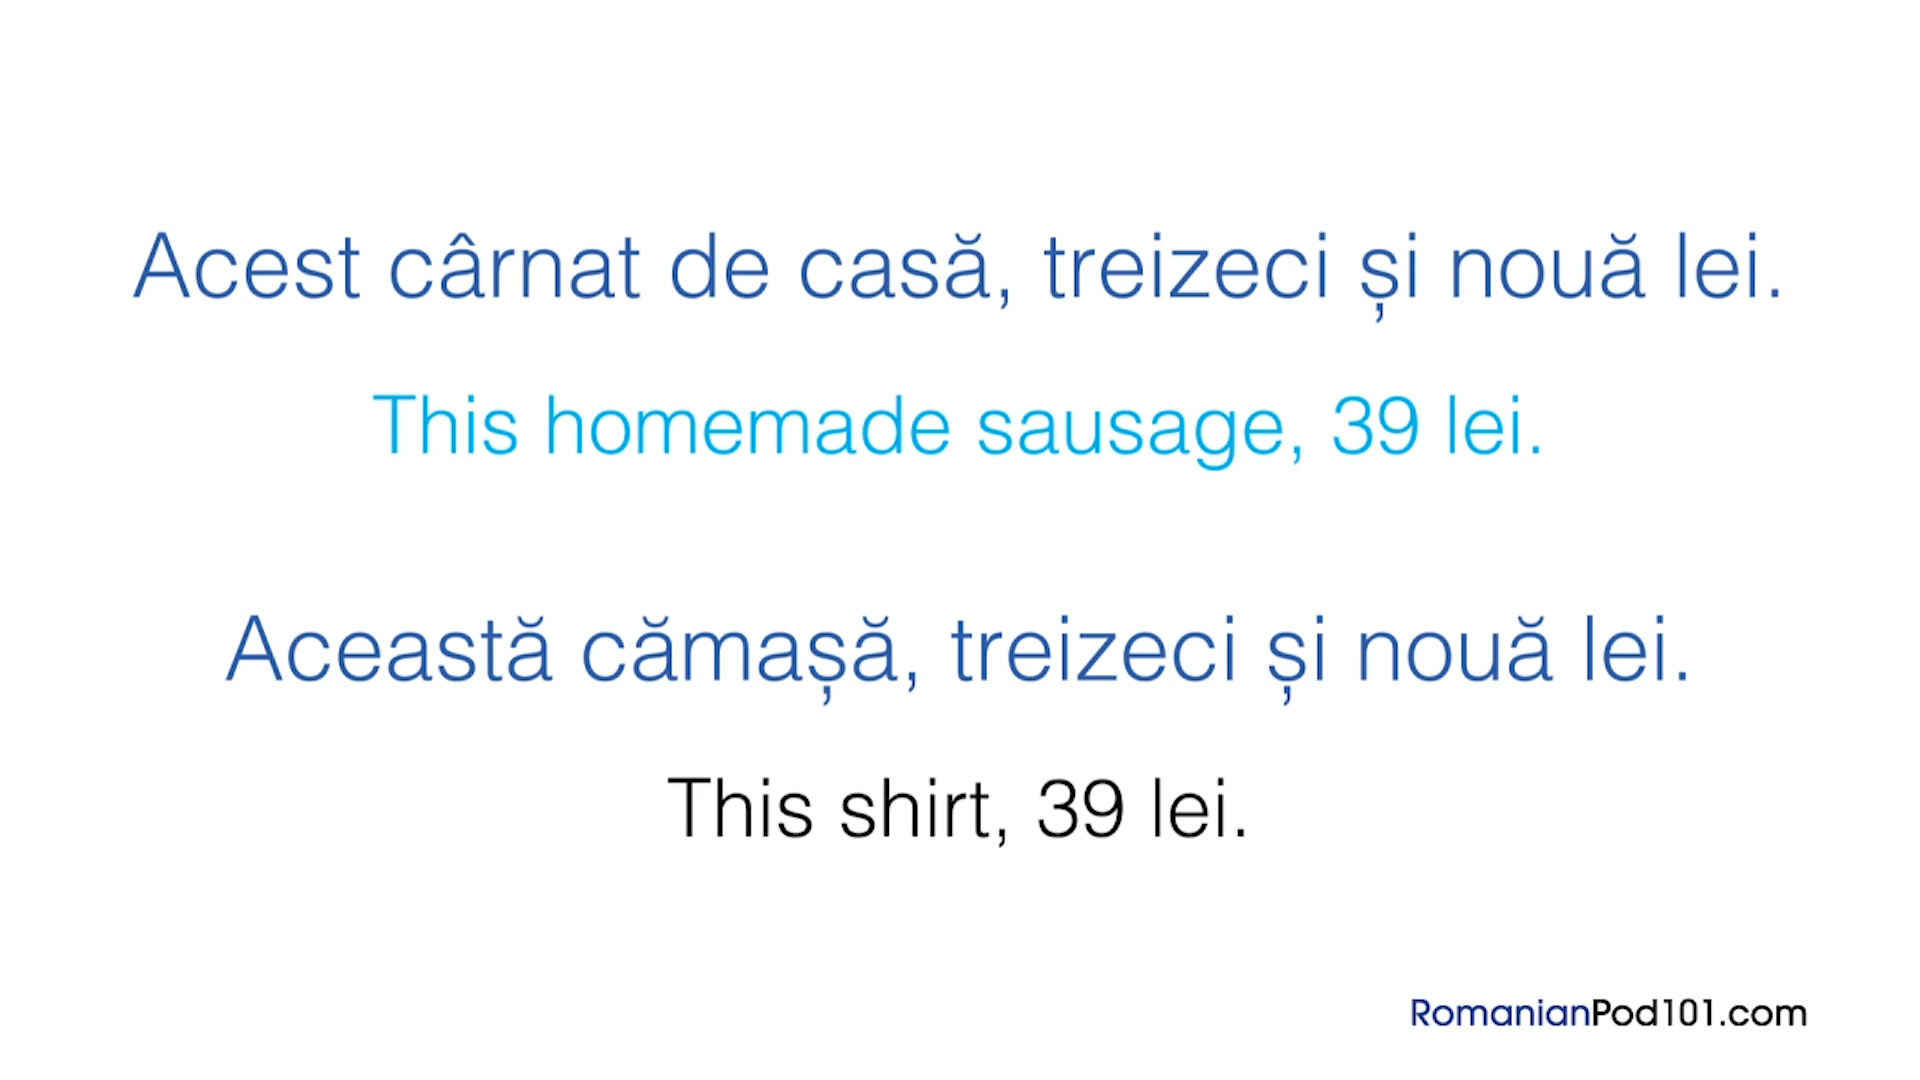 Acest cârnat de casă, treizeci și nouă lei.
This homemade sausage, 39 lei.
Această cămașă, treizeci și nouă lei.
This shirt, 39 lei.
RomanianPod101.com